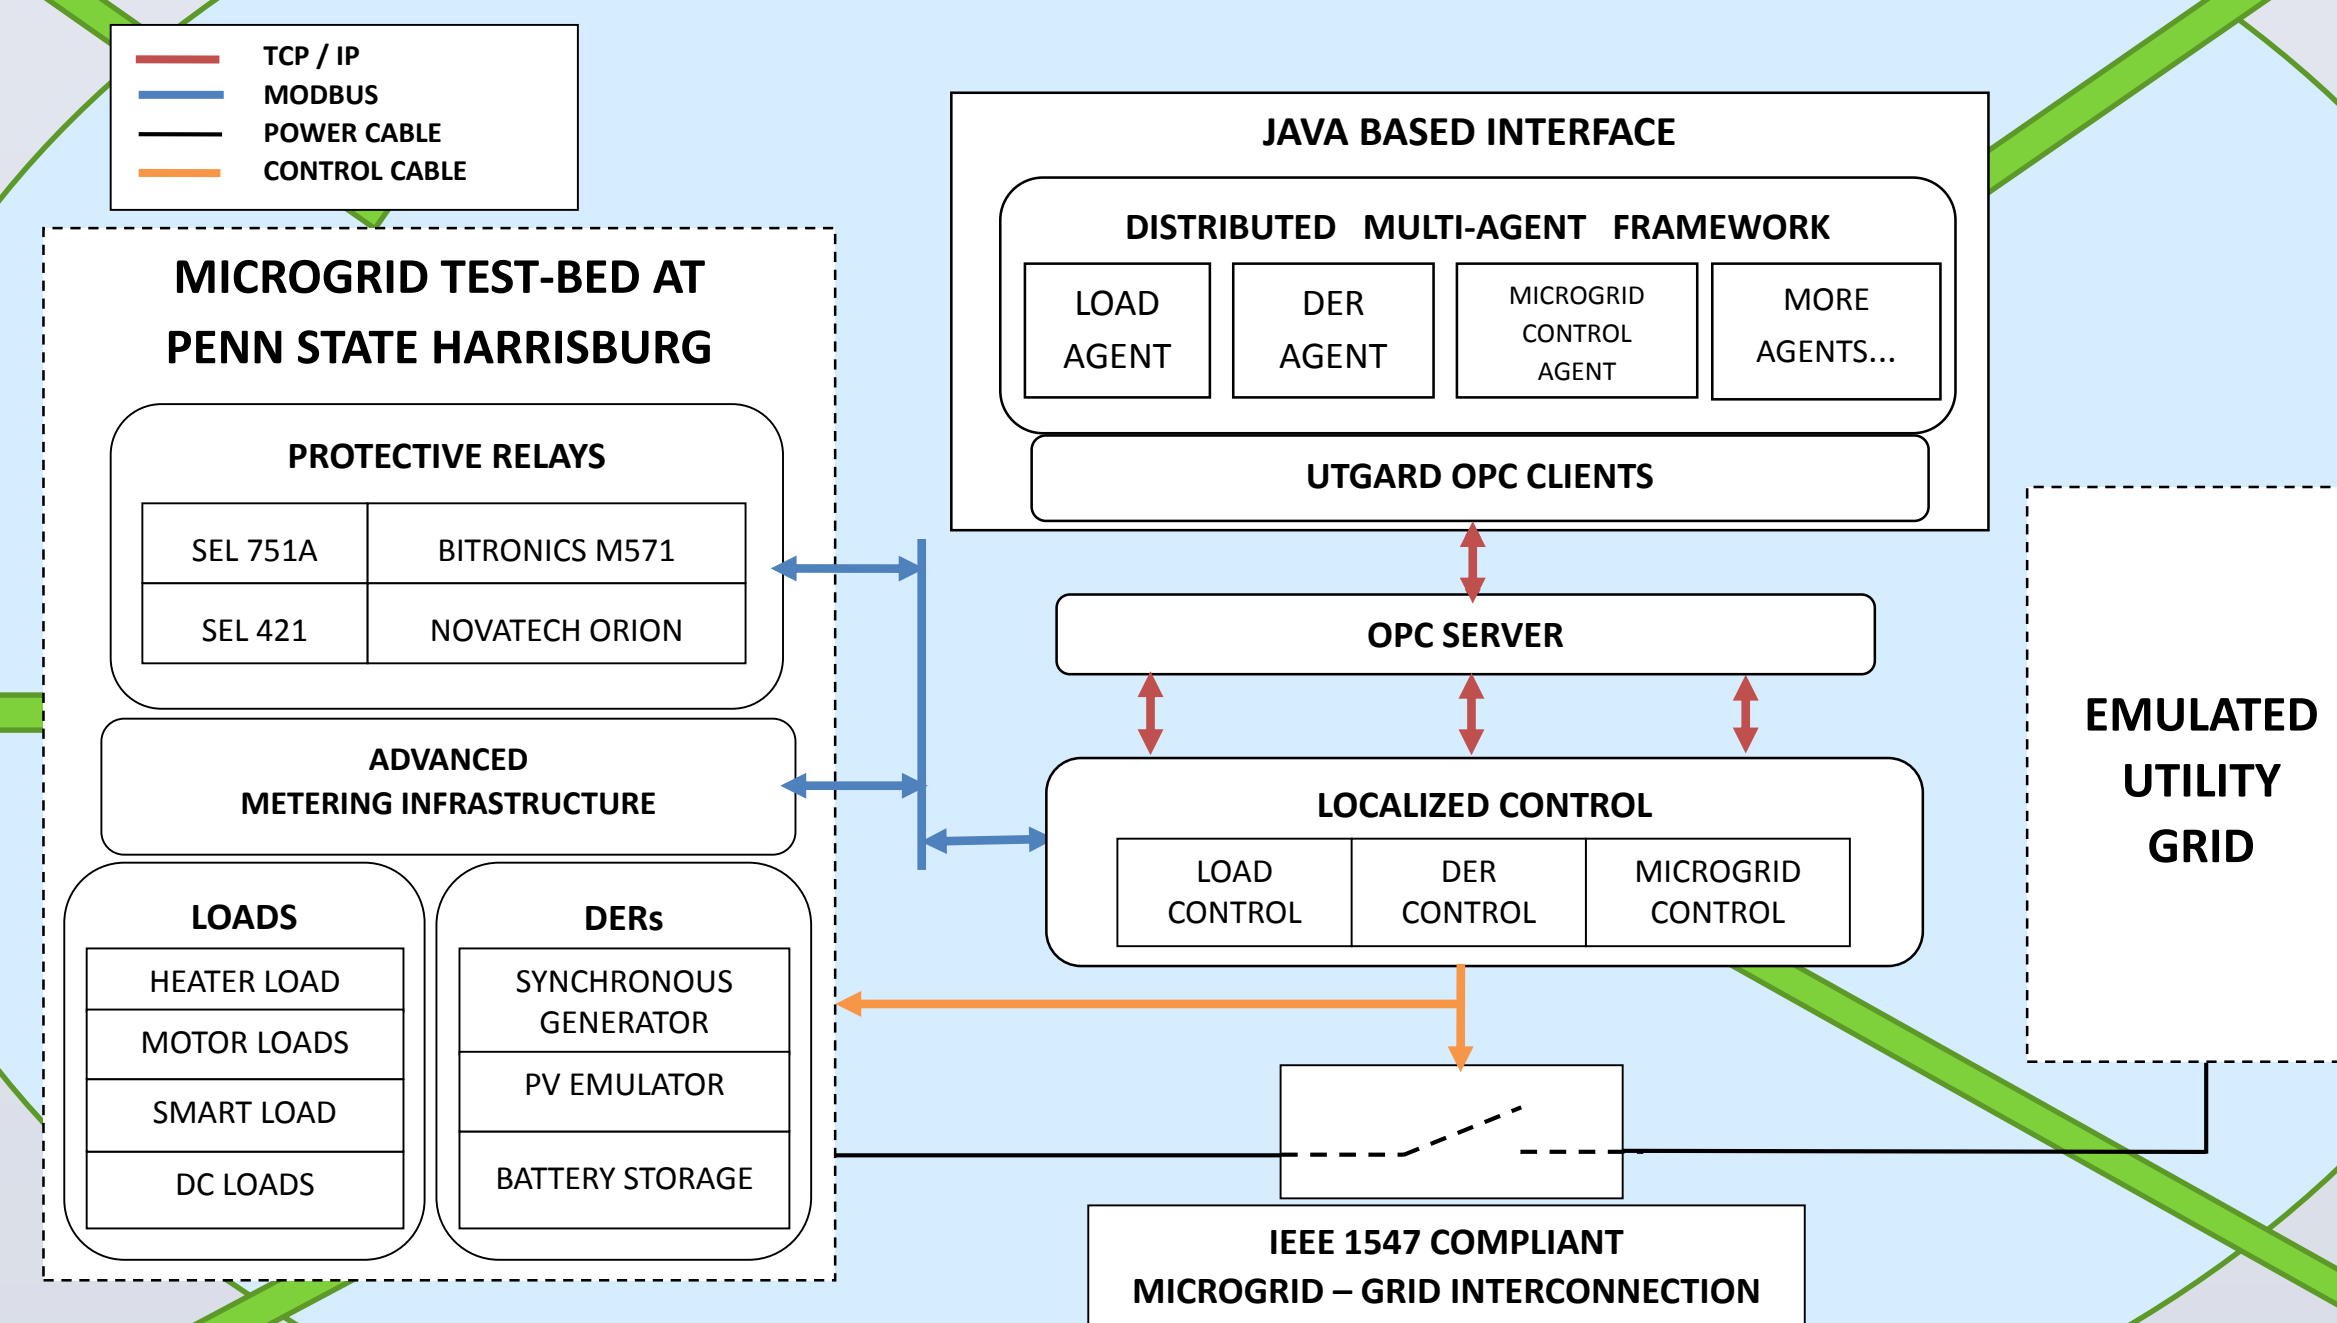 TCP / IP
MODBUS
POWER CABLE
CONTROL CABLE
MICROGRID TEST-BED AT
PENN STATE HARRISBURG
PROTECTIVE RELAYS
SEL 751A
BITRONICS M571
SEL 421
NOVATECH ORION
ADVANCED
METERING INFRASTRUCTURE
LOADS
HEATER LOAD
MOTOR LOADS
SMART LOAD
DC LOADS
DERs
SYNCHRONOUS
GENERATOR
PV EMULATOR
BATTERY STORAGE
JAVA BASED INTERFACE
DISTRIBUTED MULTI-AGENT FRAMEWORK
LOAD
AGENT
DER
AGENT
MICROGRID
CONTROL
AGENT
MORE
AGENTS...
UTGARD OPC CLIENTS
OPC SERVER
LOCALIZED CONTROL
LOAD
CONTROL
DER
CONTROL
MICROGRID
CONTROL
IEEE 1547 COMPLIANT
MICROGRID – GRID INTERCONNECTION
EMULATED
UTILITY
GRID